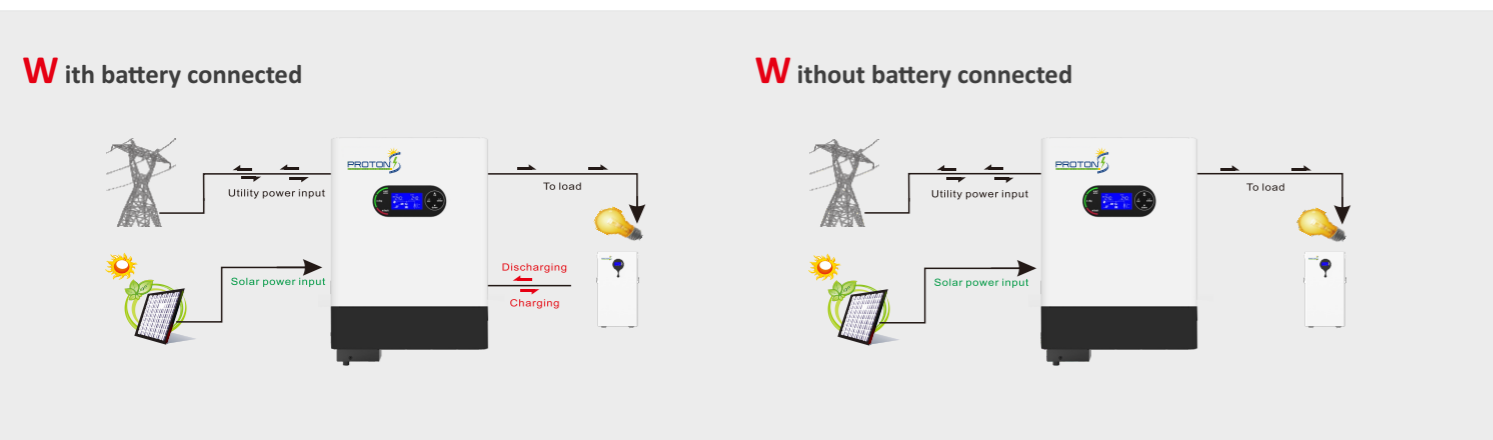 With battery connected
Utility power input
PROTON
To load
Solar power input
Discharging
Charging
Without battery connected
Utility power input
PROTON
To load
Solar power input